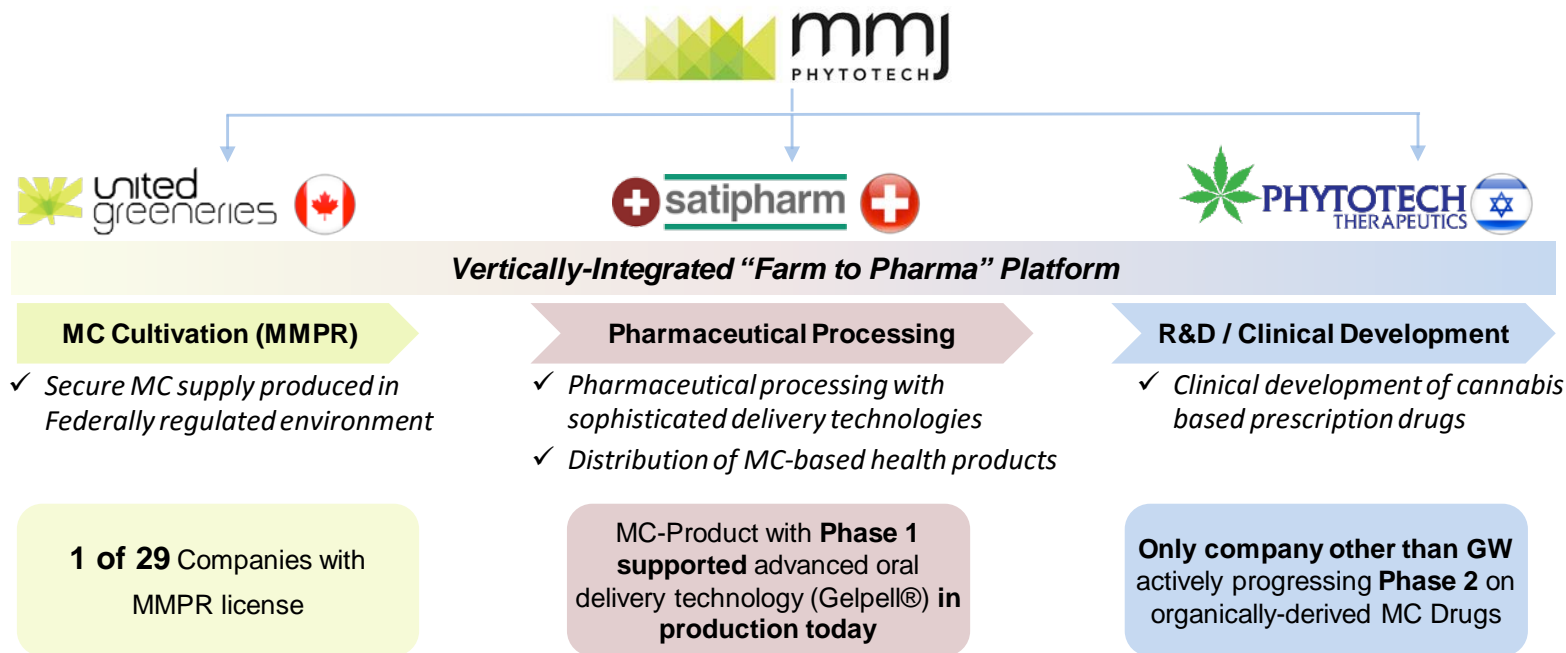 mmj
PHYTOTECH
united
greeneries
satipharm
PHYTOTECH
THERAPEUTICS
Vertically-Integrated “Farm to Pharma” Platform
MC Cultivation (MMPR)
✓ Secure MC supply produced in
Federally regulated environment
1 of 29 Companies with
MMPR license
Pharmaceutical Processing
✓ Pharmaceutical processing with
sophisticated delivery technologies
✓ Distribution of MC-based health products
MC-Product with Phase 1
supported advanced oral
delivery technology (Gelpell®) in
production today
R&D / Clinical Development
✓ Clinical development of cannabis
based prescription drugs
Only company other than GW
actively progressing Phase 2 on
organically-derived MC Drugs